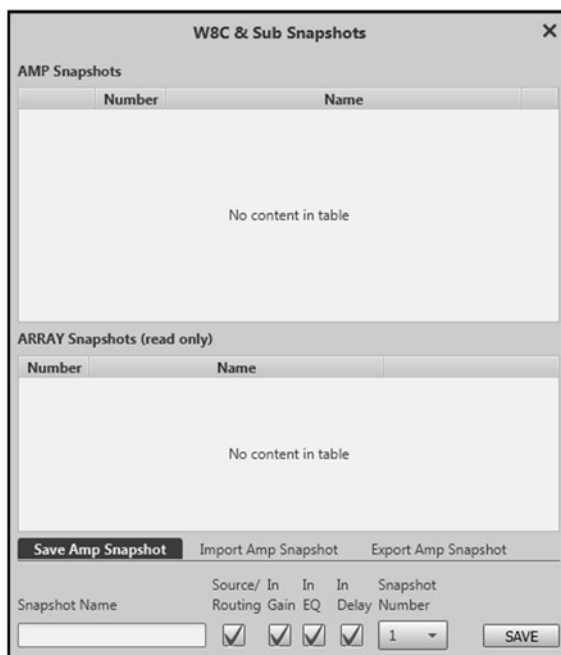 W8C & Sub Snapshots
AMP Snapshots
Number Name
No content in table
ARRAY Snapshots (read only)
Number Name
No content in table
Save Amp Snapshot Import Amp Snapshot Export Amp Snapshot
Source/ In In In Snapshot
Snapshot Name Routing Gain EQ Delay Number
1 SAVE